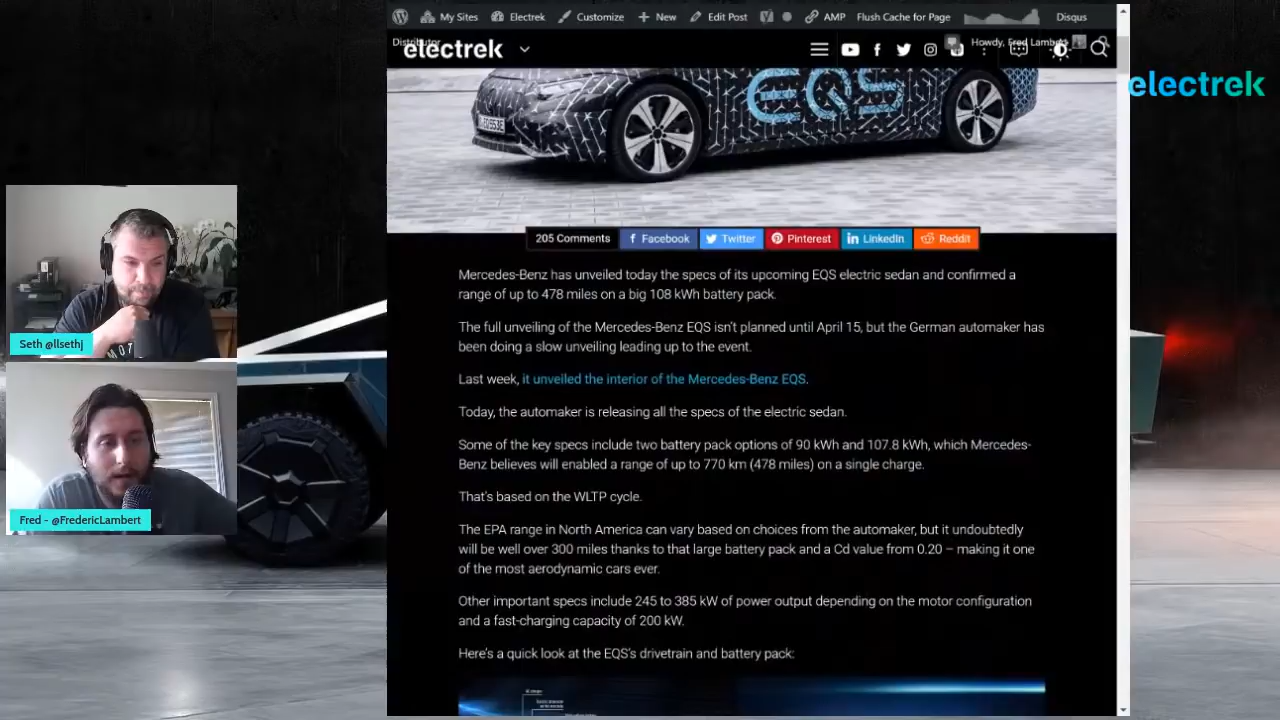 My Sites Electrek Customize New Edit Post AMP Flush Cache for Page Disqus
Distributor Howdy, Fred Lambert
electrek
electrek
EQS
205 Comments Facebook Twitter Pinterest LinkedIn Reddit
Mercedes-Benz has unveiled today the specs of its upcoming EQS electric sedan and confirmed a
range of up to 478 miles on a big 108 kWh battery pack.
The full unveiling of the Mercedes-Benz EQS isn't planned until April 15, but the German automaker has
been doing a slow unveiling leading up to the event.
Last week, it unveiled the interior of the Mercedes-Benz EQS.
Today, the automaker is releasing all the specs of the electric sedan.
Some of the key specs include two battery pack options of 90 kWh and 107.8 kWh, which Mercedes-
Benz believes will enabled a range of up to 770 km (478 miles) on a single charge.
That's based on the WLTP cycle.
The EPA range in North America can vary based on choices from the automaker, but it undoubtedly
will be well over 300 miles thanks to that large battery pack and a Cd value from 0.20 – making it one
of the most aerodynamic cars ever.
Other important specs include 245 to 385 kW of power output depending on the motor configuration
and a fast-charging capacity of 200 kW.
Here's a quick look at the EQS's drivetrain and battery pack:
Seth @llsethj
Fred - @FredericLambert